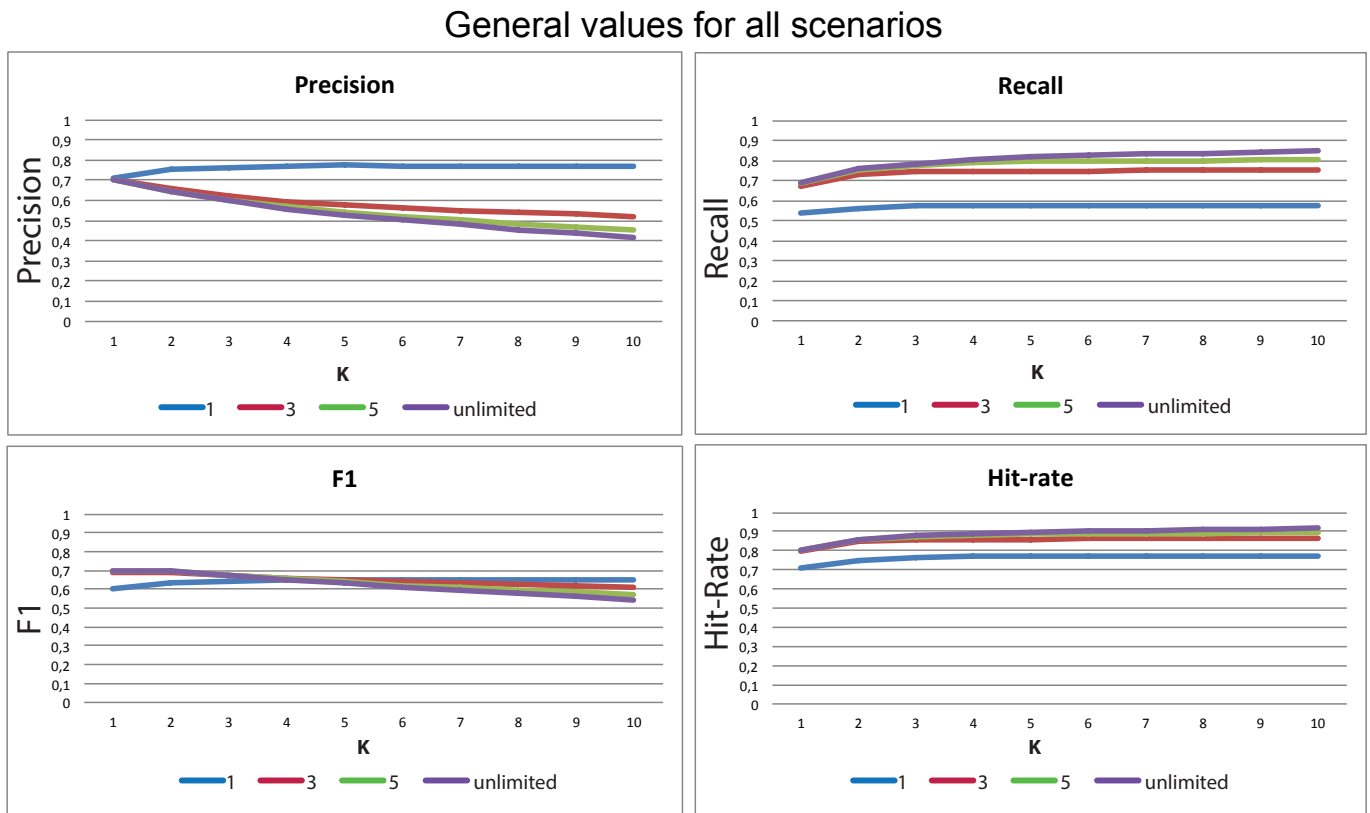 General values for all scenarios
Precision
Precision
1
0,9
0,8
0,7
0,6
0,5
0,4
0,3
0,2
0,1
0
1 2 3 4 5 6 7 8 9 10
K
1 3 5 unlimited
Recall
Recall
1
0,9
0,8
0,7
0,6
0,5
0,4
0,3
0,2
0,1
0
1 2 3 4 5 6 7 8 9 10
K
1 3 5 unlimited
F1
F1
1
0,9
0,8
0,7
0,6
0,5
0,4
0,3
0,2
0,1
0
1 2 3 4 5 6 7 8 9 10
K
1 3 5 unlimited
Hit-rate
Hit-Rate
1
0,9
0,8
0,7
0,6
0,5
0,4
0,3
0,2
0,1
0
1 2 3 4 5 6 7 8 9 10
K
1 3 5 unlimited